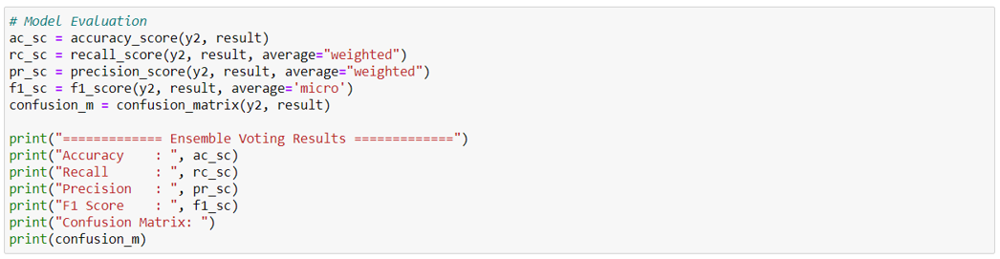 # Model Evaluation
ac_sc = accuracy_score(y2, result)
rc_sc = recall_score(y2, result, average="weighted")
pr_sc = precision_score(y2, result, average="weighted")
f1_sc = f1_score(y2, result, average='micro')
confusion_m = confusion_matrix(y2, result)

print("============= Ensemble Voting Results =============")
print("Accuracy    : ", ac_sc)
print("Recall      : ", rc_sc)
print("Precision   : ", pr_sc)
print("F1 Score    : ", f1_sc)
print("Confusion Matrix: ")
print(confusion_m)